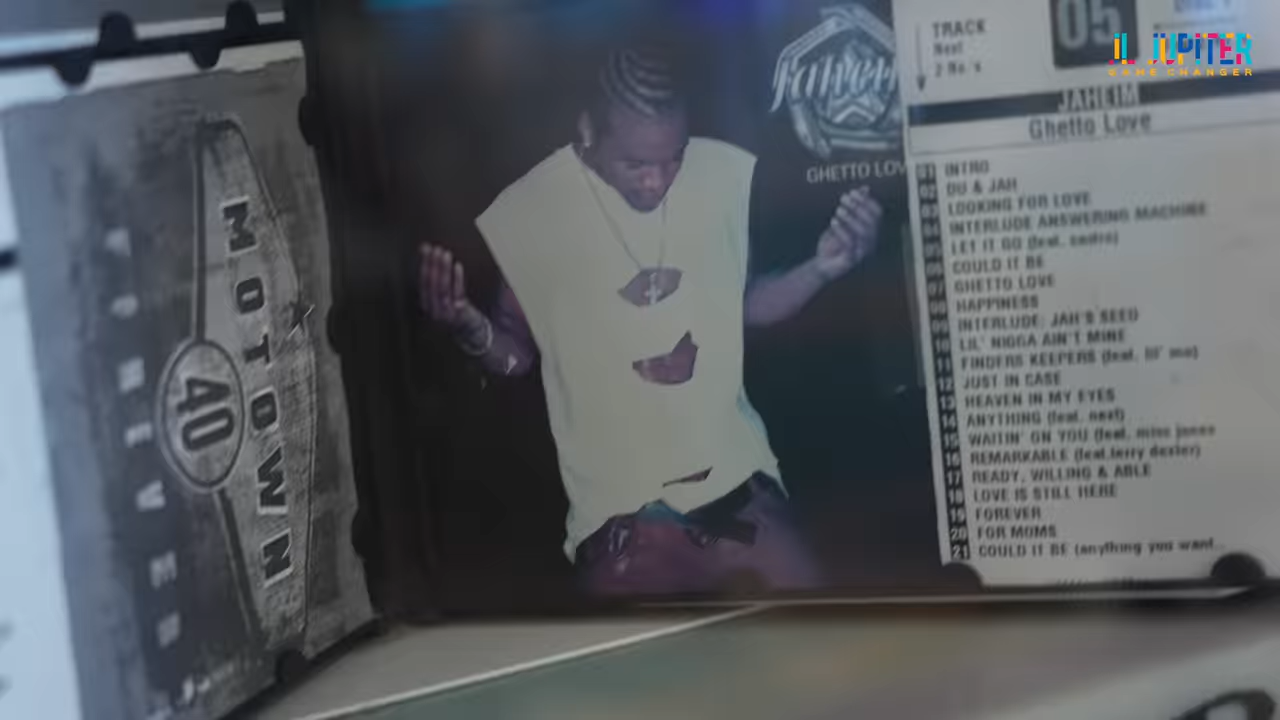 MOTOWN
40
FOREVER
Jaheim
GHETTO LOV
TRACK
Next
2 No.s
05
JL JUPITER
GAME CHANGER
JAHEIM
Ghetto Love
01 INTRO
02 DU & JAH
03 LOOKING FOR LOVE
04 INTERLUDE ANSWERING MACHINE
05 LET IT GO (feat. castro)
06 COULD IT BE
07 GHETTO LOVE
08 HAPPINESS
09 INTERLUDE: JAH'S SEED
10 LIL' NIGGA AIN'T MINE
11 FINDERS KEEPERS (feat. lil' mo)
12 JUST IN CASE
13 HEAVEN IN MY EYES
14 ANYTHING (feat. next)
15 WAITIN' ON YOU (feat. miss jones
16 REMARKABLE (feat.terry dexter)
17 READY, WILLING & ABLE
18 LOVE IS STILL HERE
19 FOREVER
20 FOR MOMS
21 COULD IT BE (anything you want...